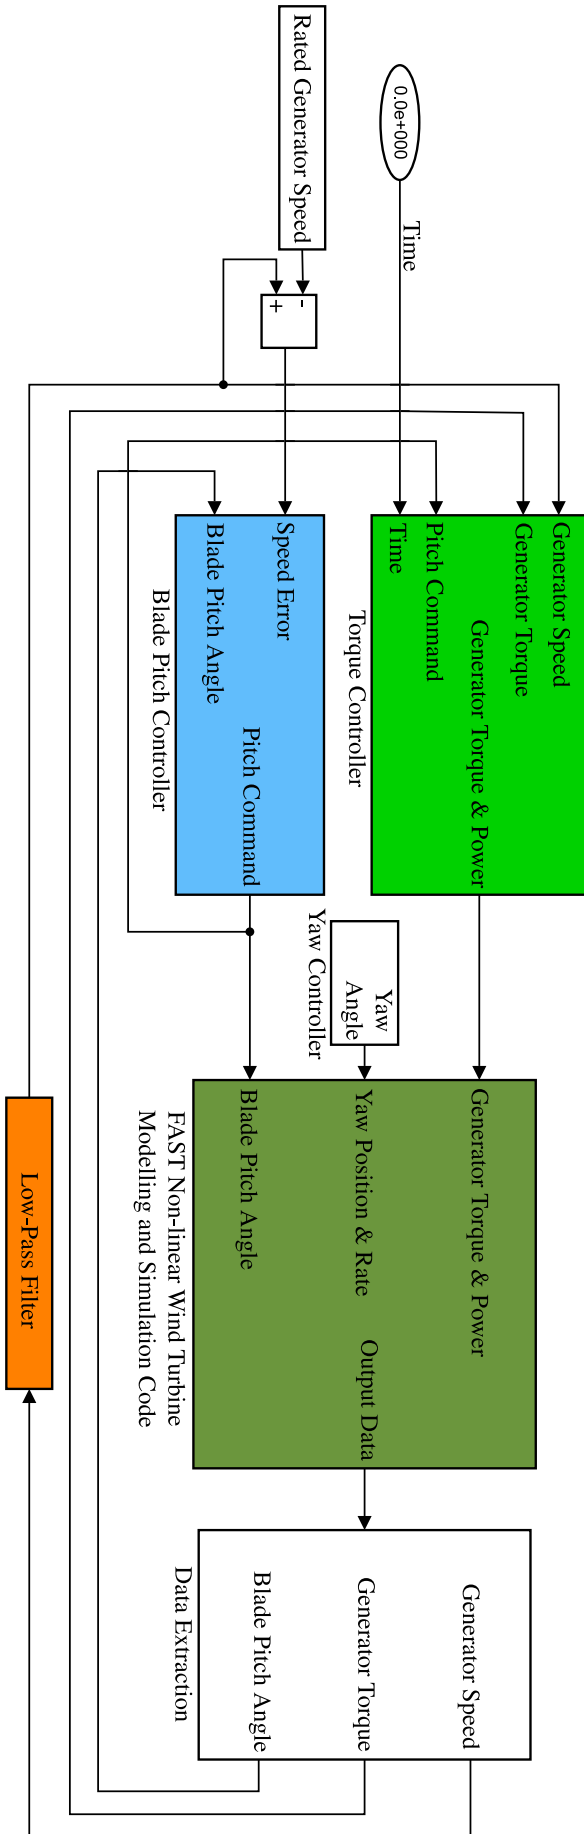 0.0e+000
Time
Rated Generator Speed
-
+
Generator Speed
Generator Torque
Generator Torque & Power
Pitch Command
Time
Torque Controller
Speed Error
Pitch Command
Blade Pitch Angle
Blade Pitch Controller
Yaw
Angle
Yaw Controller
Generator Torque & Power
Yaw Position & Rate
Output Data
Blade Pitch Angle
FAST Non-linear Wind Turbine
Modelling and Simulation Code
Generator Speed
Generator Torque
Blade Pitch Angle
Data Extraction
Low-Pass Filter